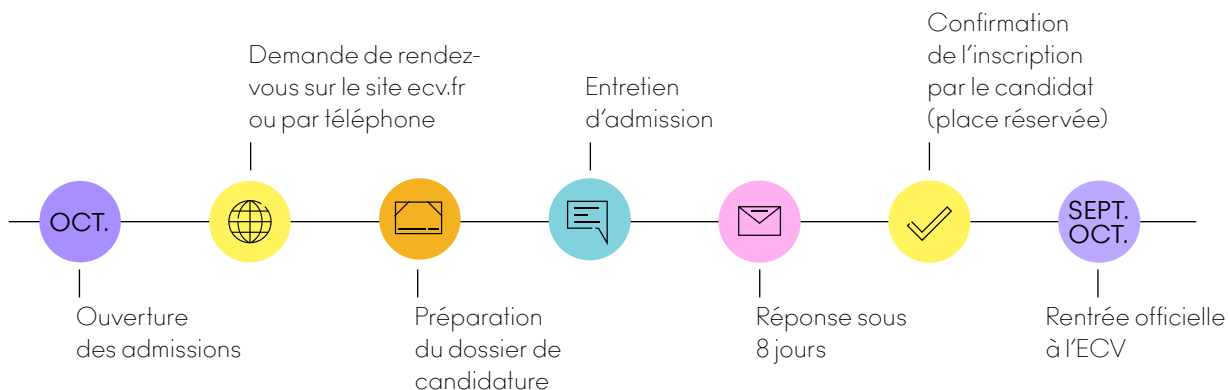 Demande de rendez-
vous sur le site ecv.fr
ou par téléphone
Entretien
d'admission
Confirmation
de l'inscription
par le candidat
(place réservée)
OCT.
SEPT.
OCT.
Ouverture
des admissions
Préparation
du dossier de
candidature
Réponse sous
8 jours
Rentrée officielle
à l'ECV